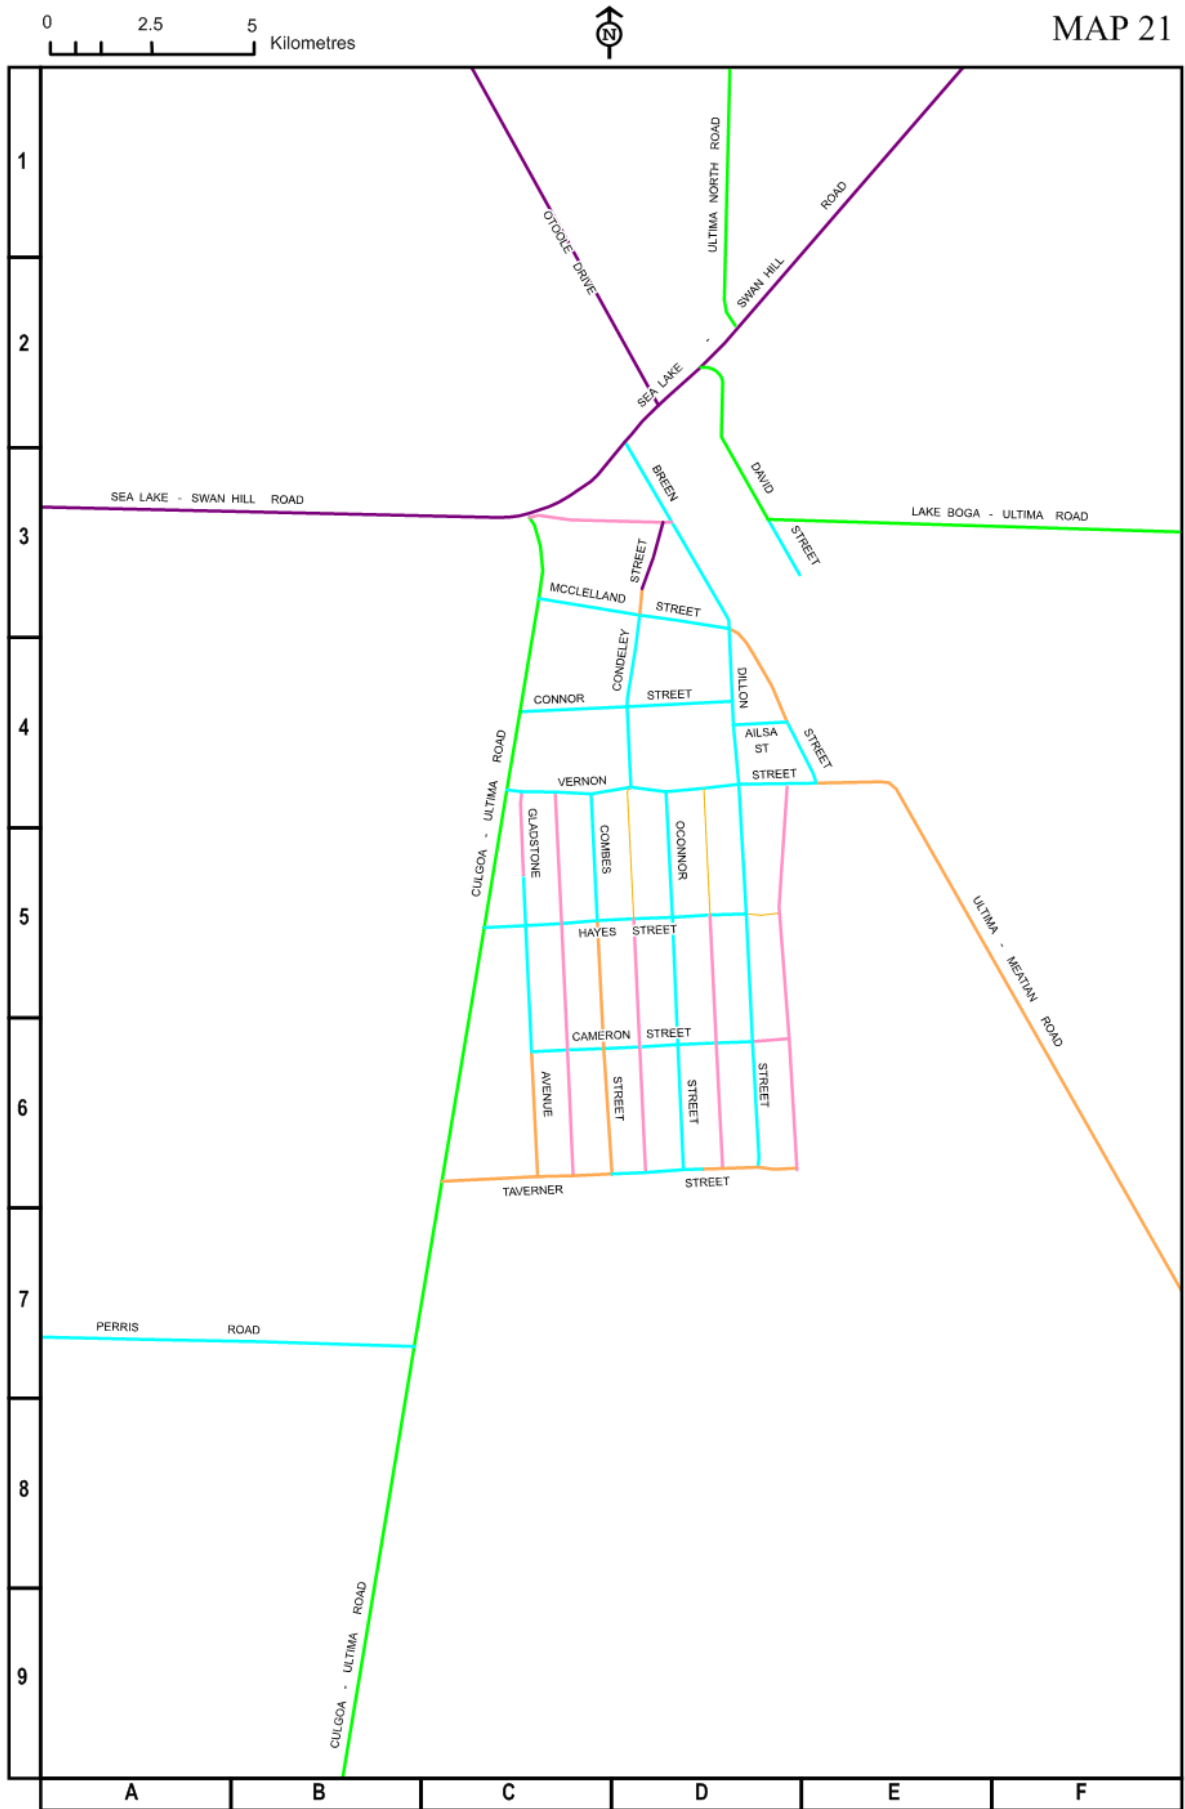 0 2.5 5
Kilometres
N
MAP 21
1
2
3
4
5
6
7
8
9
OTOOLE DRIVE
ULTIMA NORTH ROAD
SEA LAKE - SWAN HILL ROAD
SEA LAKE - SWAN HILL ROAD
BREEN
DAVID STREET
LAKE BOGA - ULTIMA ROAD
CONDELEY STREET
MCCLELLAND STREET
CONNOR STREET
DILLON STREET
AILSA
ST
STREET
VERNON STREET
CULGOA - ULTIMA ROAD
GLADSTONE AVENUE
COMBES STREET
OCONNOR STREET
HAYES STREET
ULTIMA - MEATIAN ROAD
CAMERON STREET
TAVERNER STREET
PERRIS ROAD
CULGOA - ULTIMA ROAD
A B C D E F